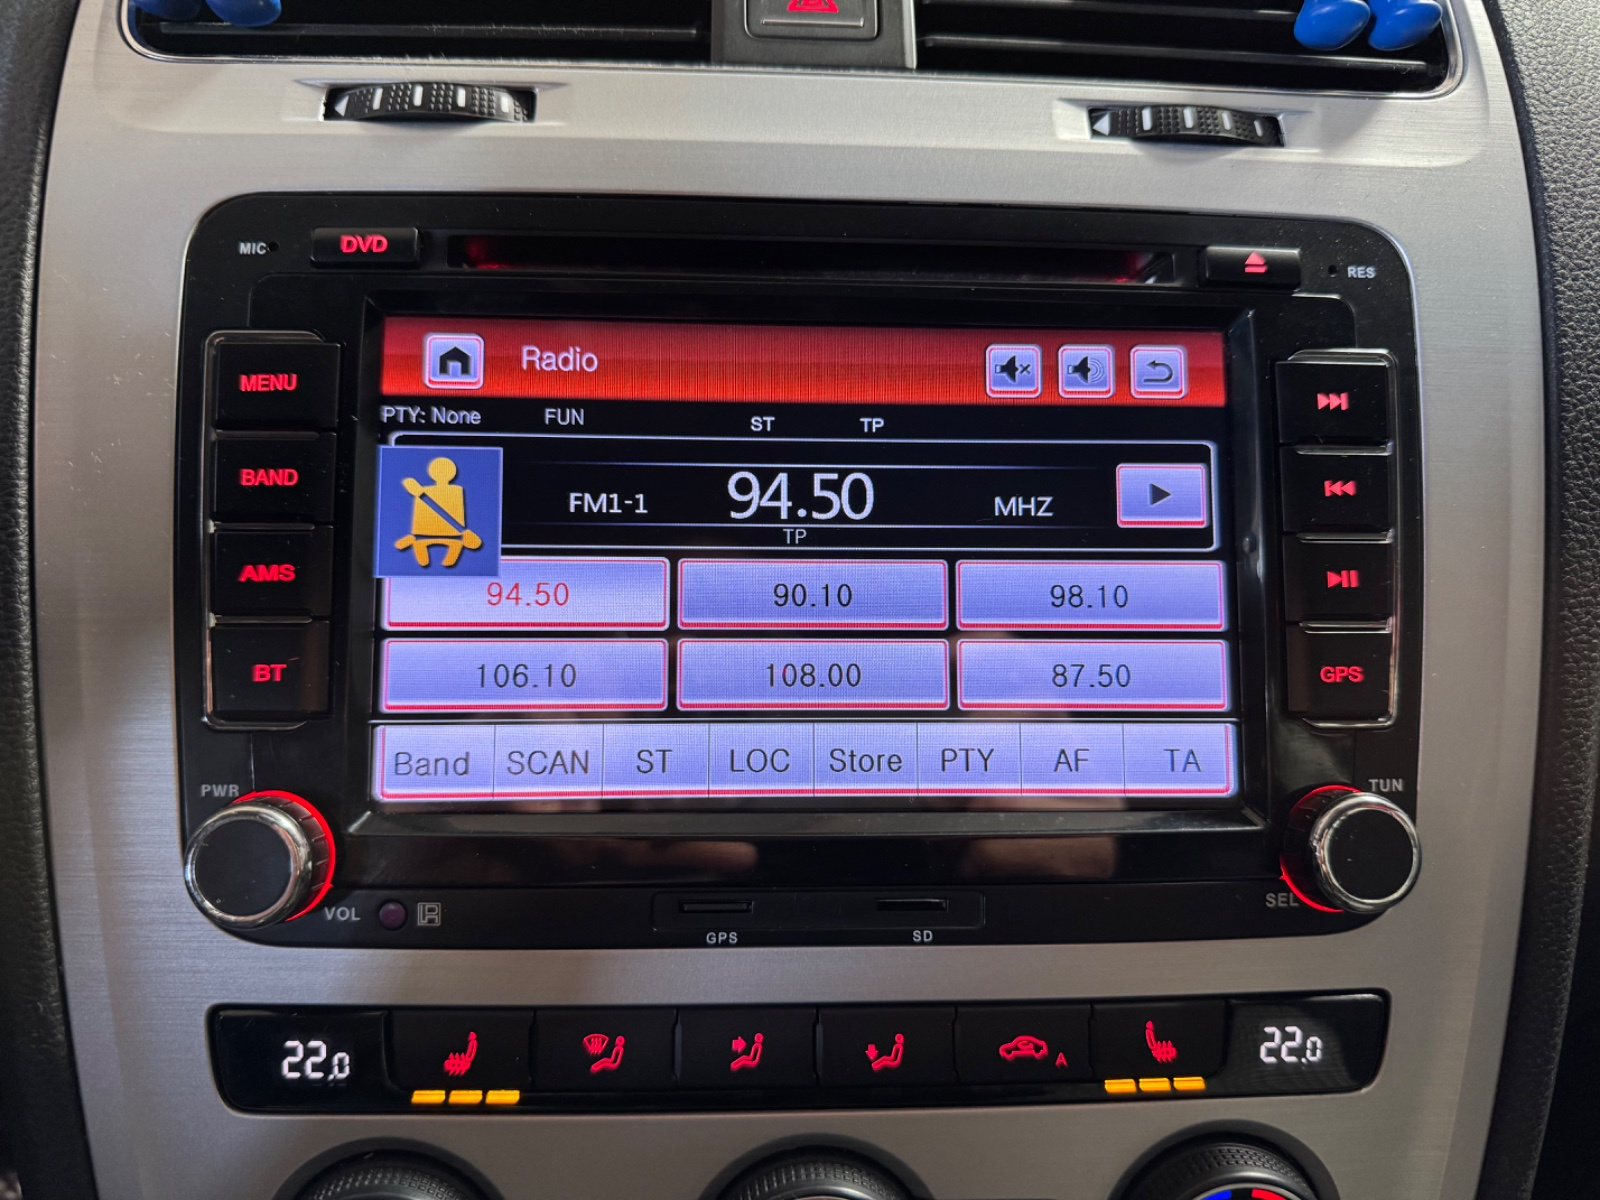 MIC
DVD
RES
MENU
BAND
AMS
BT
Radio
PTY: None FUN ST TP
FM1-1 94.50 MHZ
TP
94.50 90.10 98.10
106.10 108.00 87.50
Band SCAN ST LOC Store PTY AF TA
GPS
PWR
TUN
VOL
IR
SEL
GPS SD
22.0 A 22.0